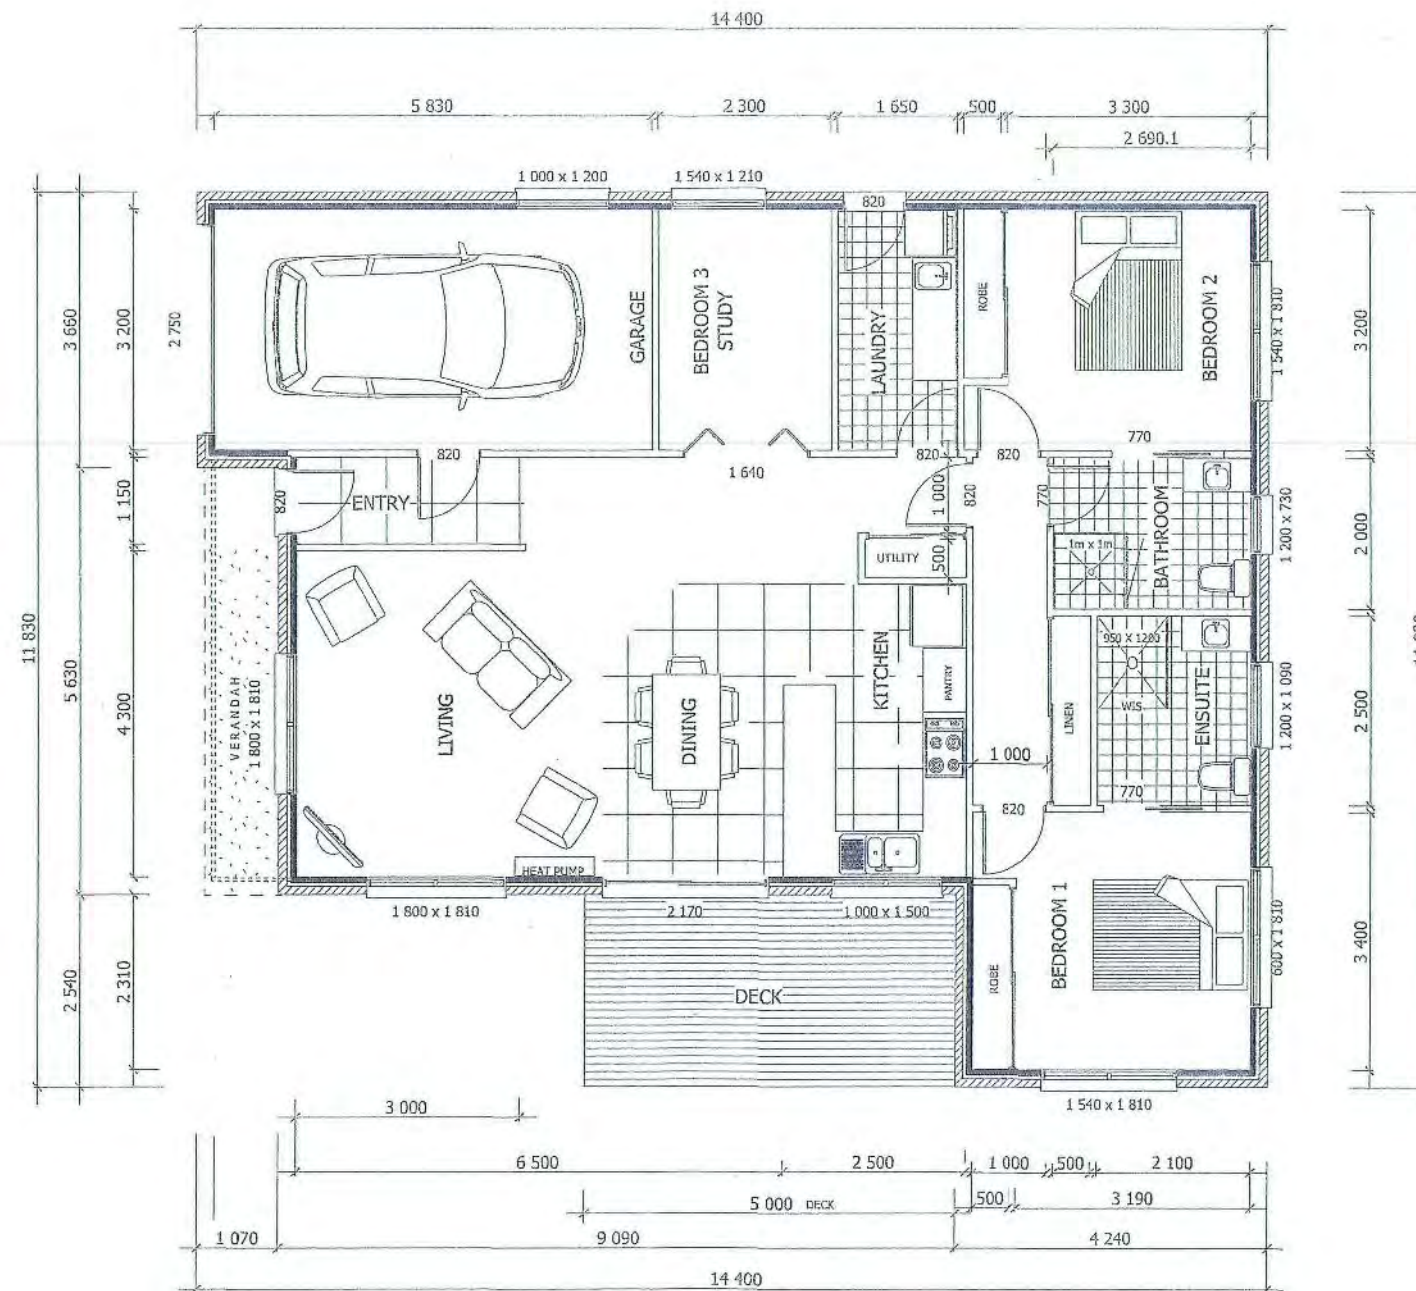 14 400
5 830
2 300
1 650
500
3 300
2 690.1
1 000 x 1 200
1 540 x 1 210
820
3 660
3 200
2 750
GARAGE
BEDROOM 3
STUDY
LAUNDRY
ROBE
BEDROOM 2
1 540 x 1 810
3 200
770
820
1 640
820
820
820
ENTRY
1 150
1 000
820
770
BATHROOM
1 200 x 730
2 000
UTILITY
500
1m x 1m
11 830
5 630
4 300
VERANDAH
1 800 x 1 810
LIVING
DINING
KITCHEN
PANTRY
LINEN
950 X 1200
WIS
ENSUITE
1 200 x 1 090
2 500
1 000
770
820
HEAT PUMP
1 800 x 1 810
2 170
1 000 x 1 500
BEDROOM 1
600 x 1 810
3 400
2 540
2 310
DECK
ROBE
1 540 x 1 810
3 000
6 500
2 500
1 000
500
2 100
5 000 DECK
500
3 190
1 070
9 090
4 240
14 400